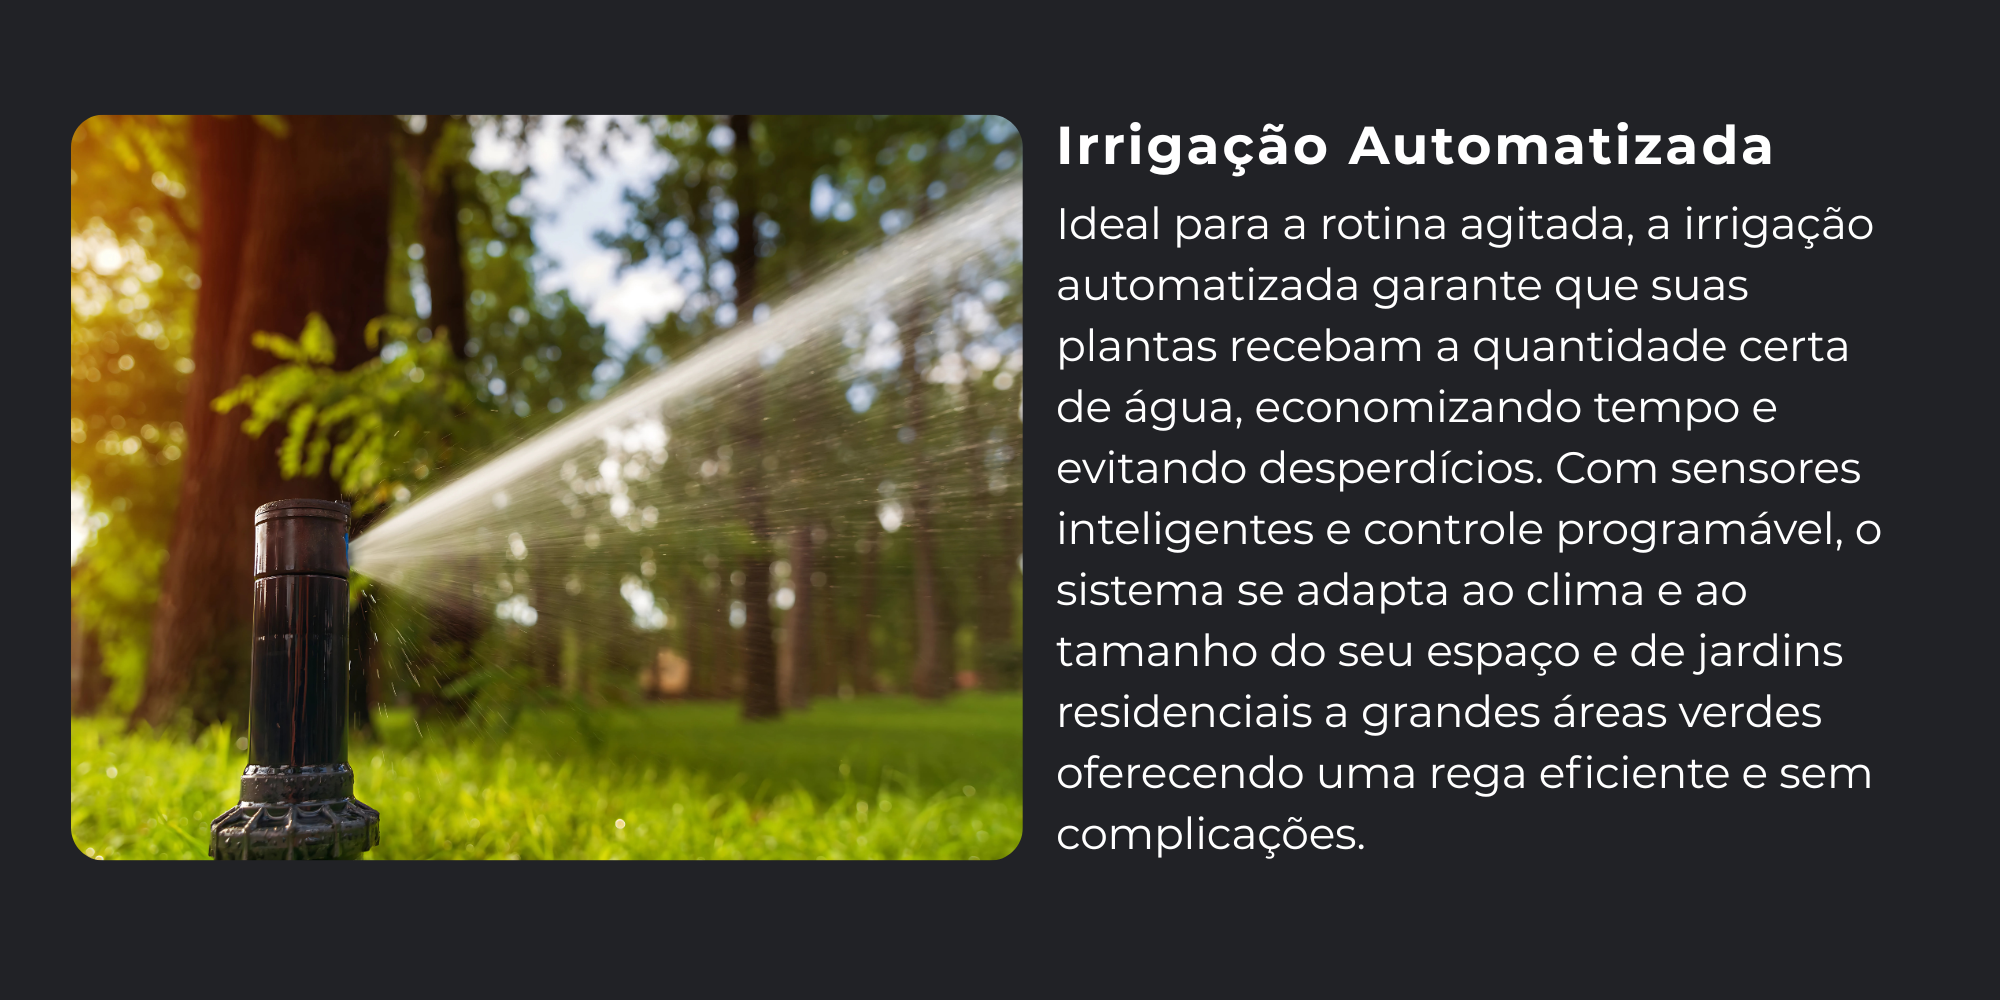 Irrigação Automatizada
Ideal para a rotina agitada, a irrigação
automatizada garante que suas
plantas recebam a quantidade certa
de água, economizando tempo e
evitando desperdícios. Com sensores
inteligentes e controle programável, o
sistema se adapta ao clima e ao
tamanho do seu espaço e de jardins
residenciais a grandes áreas verdes
oferecendo uma rega eficiente e sem
complicações.